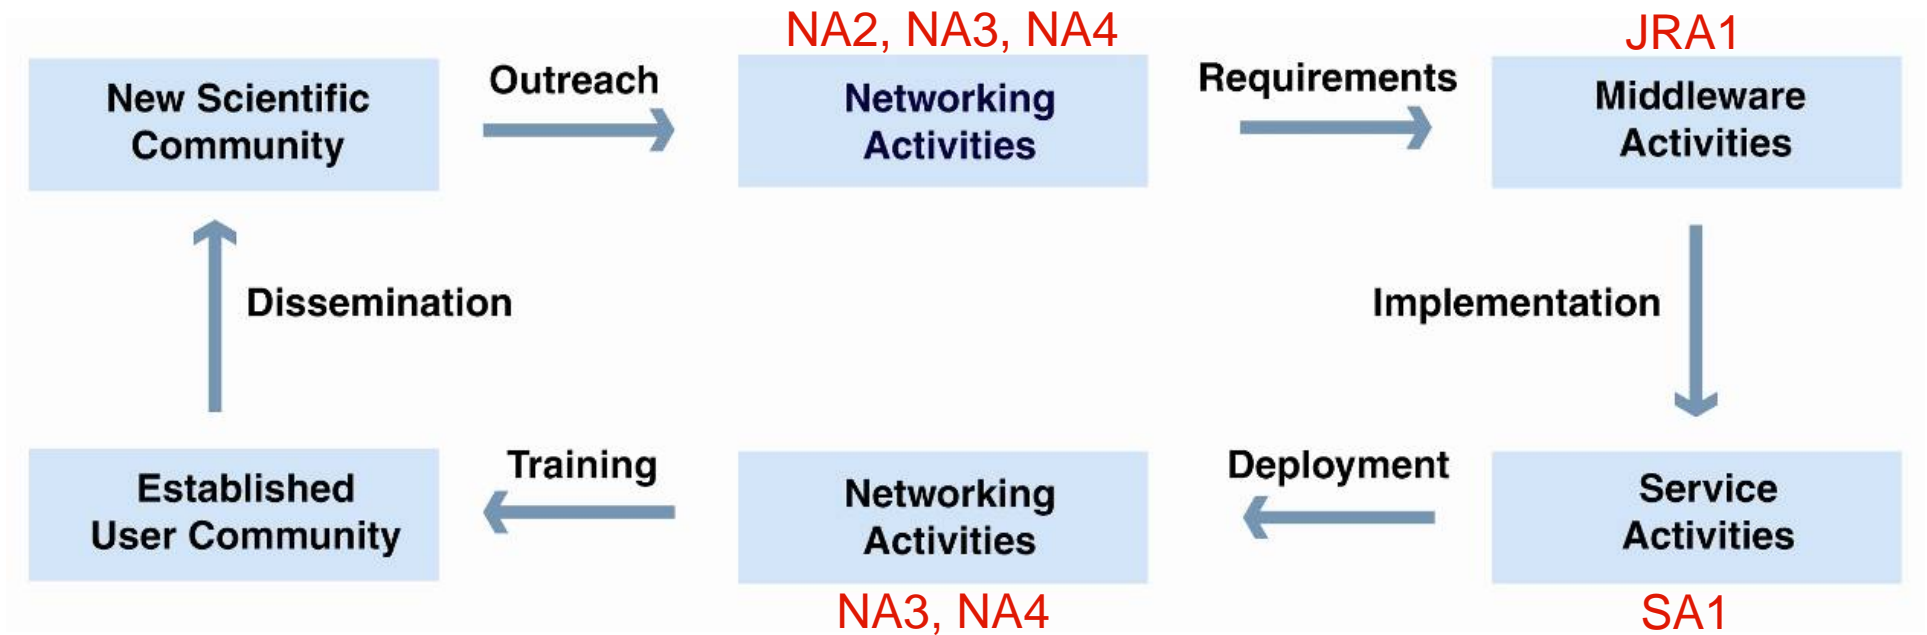 NA2, NA3, NA4
JRA1
New Scientific
Community
Outreach
Networking
Activities
Requirements
Middleware
Activities
Dissemination
Implementation
Established
User Community
Training
Networking
Activities
Deployment
Service
Activities
NA3, NA4
SA1